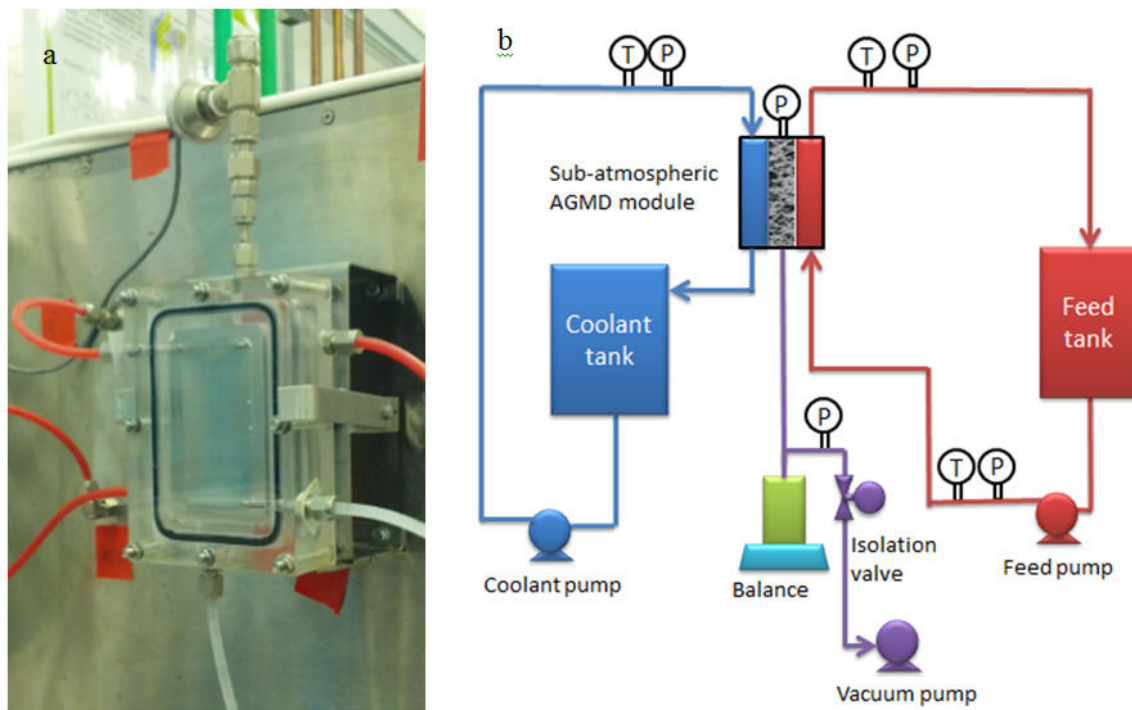 a
b
T P
T P
P
Sub-atmospheric
AGMD module
Coolant
tank
Feed
tank
P
T P
Coolant pump
Balance
Isolation
valve
Feed pump
Vacuum pump